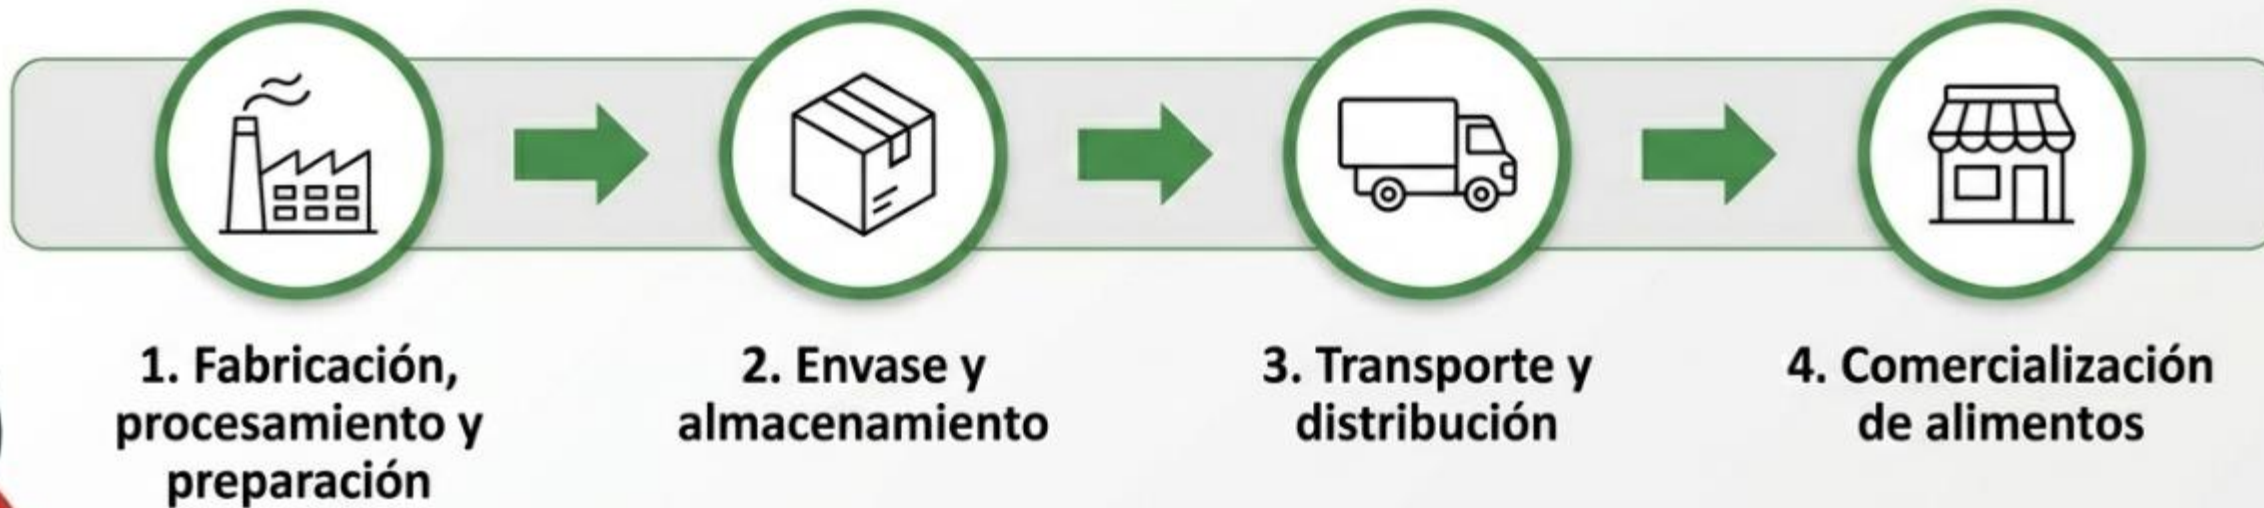 1. Fabricación,
procesamiento y
preparación
2. Envase y
almacenamiento
3. Transporte y
distribución
4. Comercialización
de alimentos